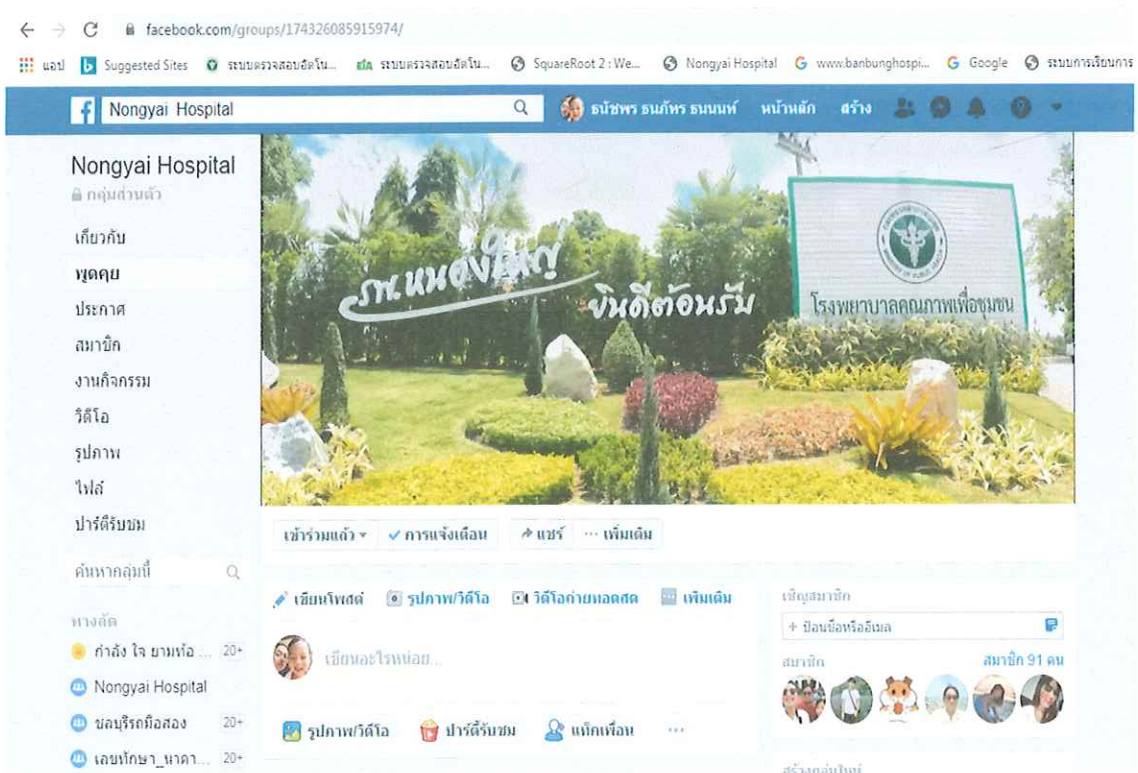 facebook.com/groups/174326085915974/
แอป Suggested Sites ระบบตรวจสอบอัตโน... ระบบตรวจสอบอัตโน... SquareRoot 2 : We... Nongyai Hospital www.banbunghospi... Google ระบบการเรียนการ
Nongyai Hospital ธนัชพร ธนภัทร ธนนนท์ หน้าหลัก สร้าง
Nongyai Hospital
กลุ่มส่วนตัว
เกี่ยวกับ
พูดคุย
ประกาศ
สมาชิก
งานกิจกรรม
วิดีโอ
รูปภาพ
ไฟล์
ปาร์ตี้รับชม
ค้นหากลุ่มนี้
ทางลัด
กำลัง ใจ ยามท้อ ... 20+
Nongyai Hospital
ชลบุรีรถมือสอง 20+
เลขทักษา_นาคา... 20+
รพ.หนองใหญ่
ยินดีต้อนรับ
โรงพยาบาลคุณภาพเพื่อชุมชน
เข้าร่วมแล้ว การแจ้งเตือน แชร์ ... เพิ่มเติม
เขียนโพสต์ รูปภาพ/วิดีโอ วิดีโอถ่ายทอดสด เพิ่มเติม
เขียนอะไรหน่อย...
รูปภาพ/วิดีโอ ปาร์ตี้รับชม แท็กเพื่อน ...
เชิญสมาชิก
+ ป้อนชื่อหรืออีเมล
สมาชิก สมาชิก 91 คน
สร้างกลุ่มใหม่